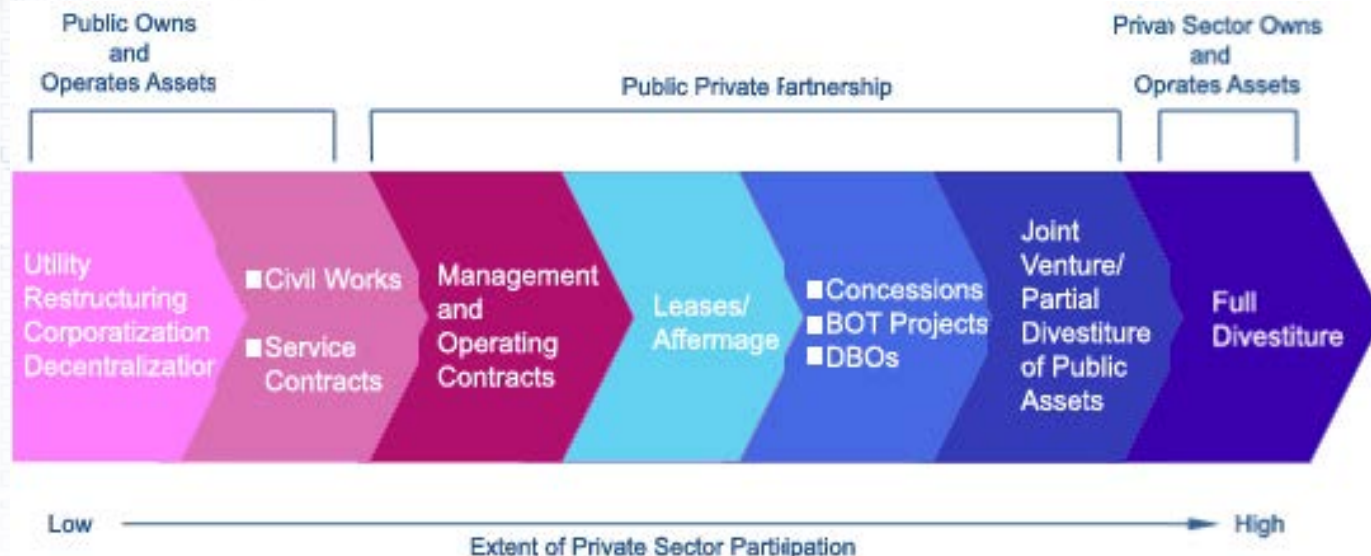 Public Owns
and
Operates Assets
Public Private Fartnership
Privat Sector Owns
and
Oprates Assets
Utility
Restructuring
Corporatization
Decentralizatior
Civil Works
Service
Contracts
Management
and
Operating
Contracts
Leases/
Affermage
Concessions
BOT Projects
DBOs
Joint
Venture/
Partial
Divestiture
of Public
Assets
Full
Divestiture
Low
High
Extent of Private Sector Partiipation